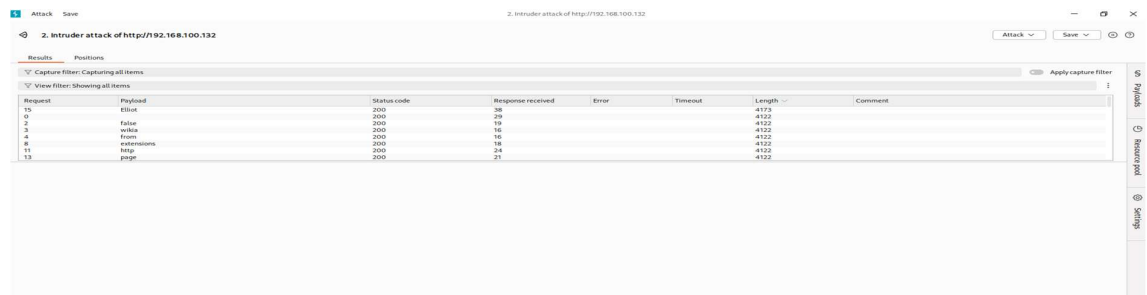 Attack Save 2. Intruder attack of http://192.168.100.132
2. Intruder attack of http://192.168.100.132 Attack Save
Results Positions
Capture filter: Capturing all items Apply capture filter
View filter: Showing all items
Request Payload Status code Response received Error Timeout Length Comment
15 Elliot 200 38 4173
0 200 29 4122
2 false 200 19 4122
3 wikia 200 16 4122
4 from 200 16 4122
8 extensions 200 18 4122
11 http 200 24 4122
13 page 200 21 4122
Payloads
Resource pool
Settings